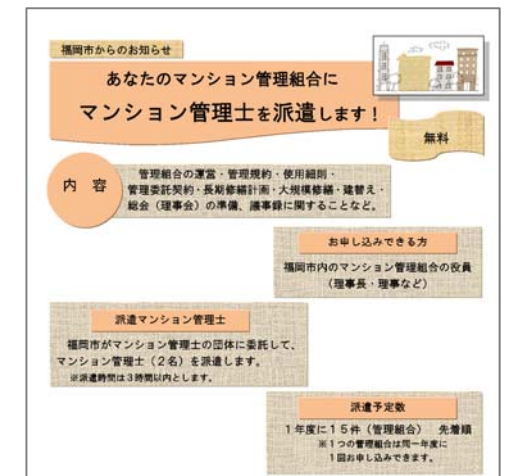 福岡市からのお知らせ
あなたのマンション管理組合に
マンション管理士を派遣します！
無料
内　容
管理組合の運営・管理規約・使用細則・
管理委託契約・長期修繕計画・大規模修繕・建替え・
総会（理事会）の準備、議事録に関することなど。
お申し込みできる方
福岡市内のマンション管理組合の役員
（理事長・理事など）
派遣マンション管理士
福岡市がマンション管理士の団体に委託して、
マンション管理士（２名）を派遣します。
※派遣時間は３時間以内とします。
派遣予定数
１年度に１５件（管理組合）　先着順
※１つの管理組合は同一年度に
１回お申し込みできます。